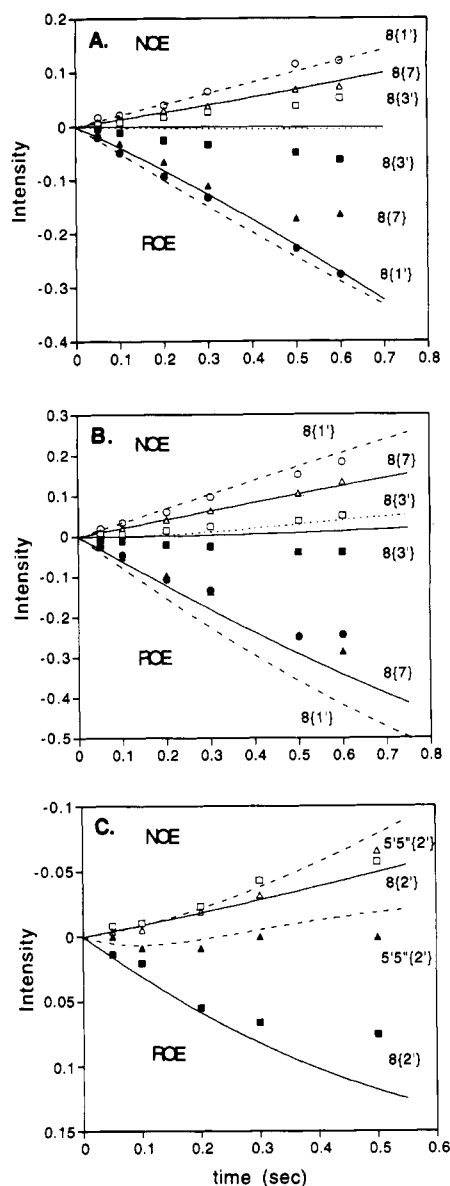 A. NOE
8{1'}
8{7}
8{3'}
8{3'}
8{7}
8{1'}
ROE
Intensity
0.2
0.1
0
-0.1
-0.2
-0.3
-0.4
0 0.1 0.2 0.3 0.4 0.5 0.6 0.7 0.8
B. NOE
8{1'}
8{7}
8{3'}
8{3'}
8{7}
8{1'}
ROE
Intensity
0.3
0.2
0.1
0
-0.1
-0.2
-0.3
-0.4
-0.5
0 0.1 0.2 0.3 0.4 0.5 0.6 0.7 0.8
C. NOE
5'5"{2'}
8{2'}
5'5"{2'}
8{2'}
ROE
Intensity
-0.1
-0.05
0
0.05
0.1
0.15
0 0.1 0.2 0.3 0.4 0.5 0.6
time (sec)